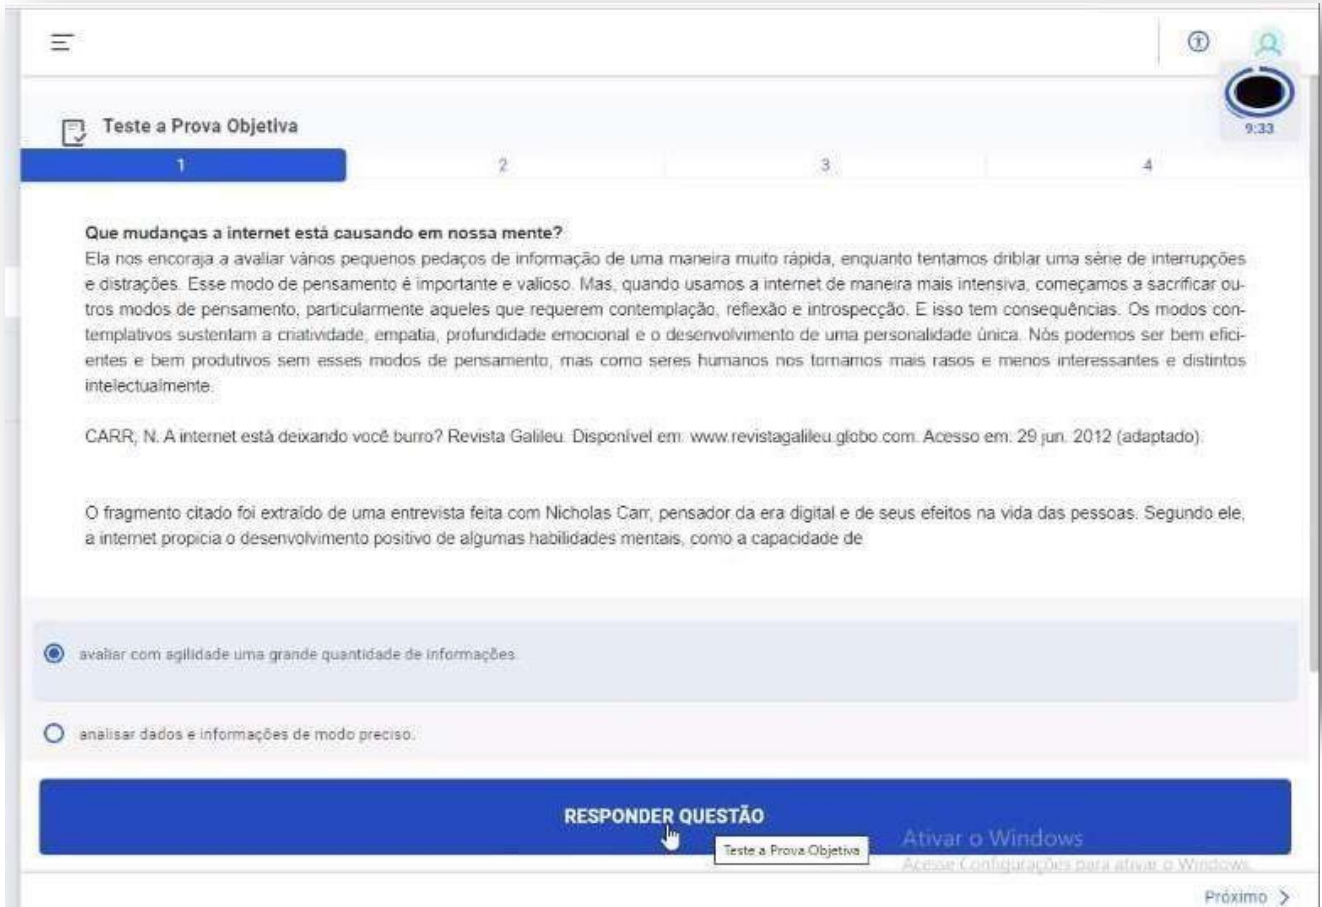 9:33
Teste a Prova Objetiva
1 2 3 4
Que mudanças a internet está causando em nossa mente?
Ela nos encoraja a avaliar vários pequenos pedaços de informação de uma maneira muito rápida, enquanto tentamos driblar uma série de interrupções
e distrações. Esse modo de pensamento é importante e valioso. Mas, quando usamos a internet de maneira mais intensiva, começamos a sacrificar ou-
tros modos de pensamento, particularmente aqueles que requerem contemplação, reflexão e introspecção. E isso tem consequências. Os modos con-
templativos sustentam a criatividade, empatia, profundidade emocional e o desenvolvimento de uma personalidade única. Nós podemos ser bem efici-
entes e bem produtivos sem esses modos de pensamento, mas como seres humanos nos tornamos mais rasos e menos interessantes e distintos
intelectualmente.
CARR, N. A internet está deixando você burro? Revista Galileu. Disponível em: www.revistagalileu.globo.com. Acesso em: 29 jun. 2012 (adaptado).
O fragmento citado foi extraído de uma entrevista feita com Nicholas Carr, pensador da era digital e de seus efeitos na vida das pessoas. Segundo ele,
a internet propicia o desenvolvimento positivo de algumas habilidades mentais, como a capacidade de
avaliar com agilidade uma grande quantidade de informações.
analisar dados e informações de modo preciso.
RESPONDER QUESTÃO
Teste a Prova Objetiva
Ativar o Windows
Acesse Configurações para ativar o Windows.
Próximo >